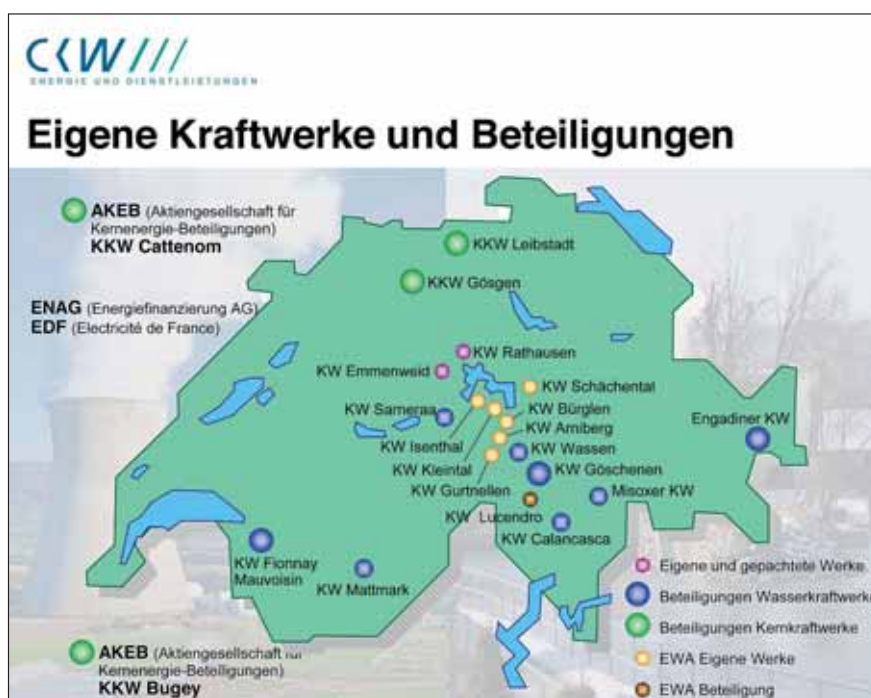 CKW
ENERGIE UND DIENSTLEISTUNGEN
Eigene Kraftwerke und Beteiligungen
AKEB (Aktiengesellschaft für
Kernenergie-Beteiligungen)
KKW Cattenom
KKW Leibstadt
KKW Gösgen
ENAG (Energiefinanzierung AG)
EDF (Electricité de France)
KW Rathausen
KW Emmenweid
KW Schächental
KW Sameraa
KW Bürglen
KW Arniberg
Engadiner KW
KW Isenthal
KW Wassen
KW Kleintal
KW Göschenen
KW Gurtnellen
Misoxer KW
KW Lucendro
KW Calancasca
KW Fionnay
Mauvoisin
KW Mattmark
Eigene und gepachtete Werke
Beteiligungen Wasserkraftwerke
Beteiligungen Kernkraftwerke
EWA Eigene Werke
EWA Beteiligung
AKEB (Aktiengesellschaft für
Kernenergie-Beteiligungen)
KKW Bugey